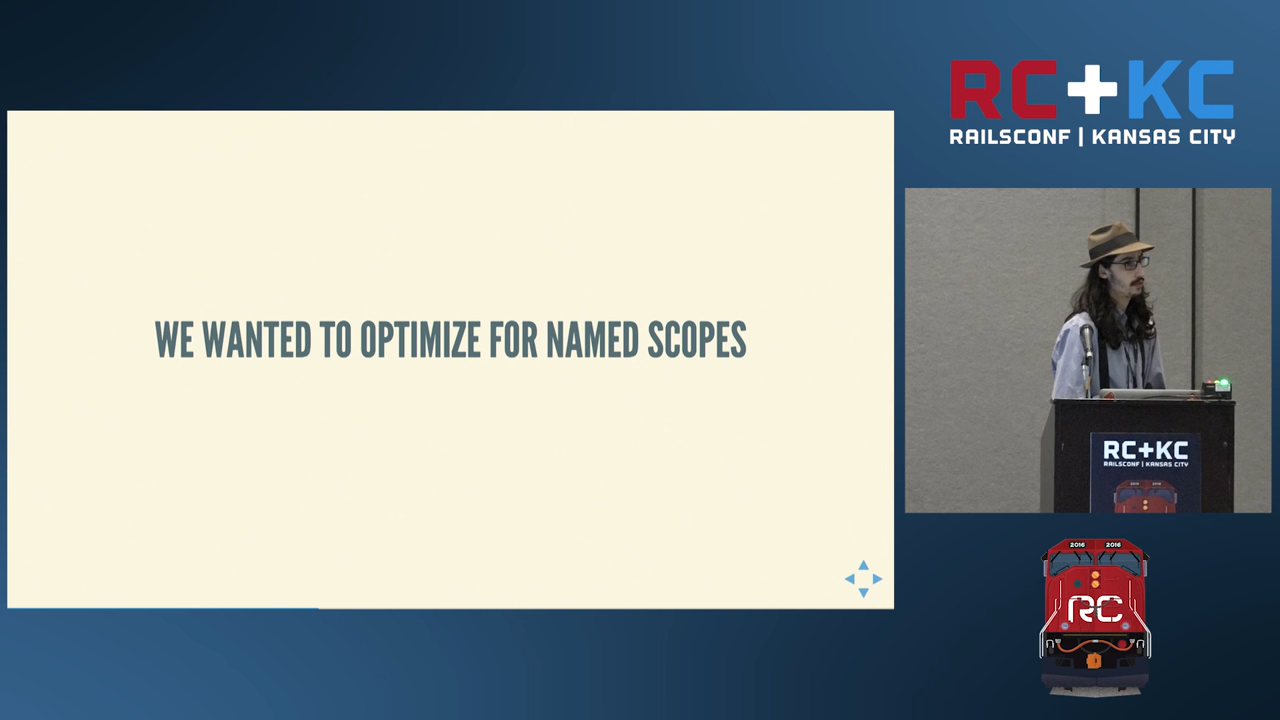 RC+KC
RAILSCONF | KANSAS CITY
WE WANTED TO OPTIMIZE FOR NAMED SCOPES
RC+KC
RAILSCONF | KANSAS CITY
2016 2016
RC